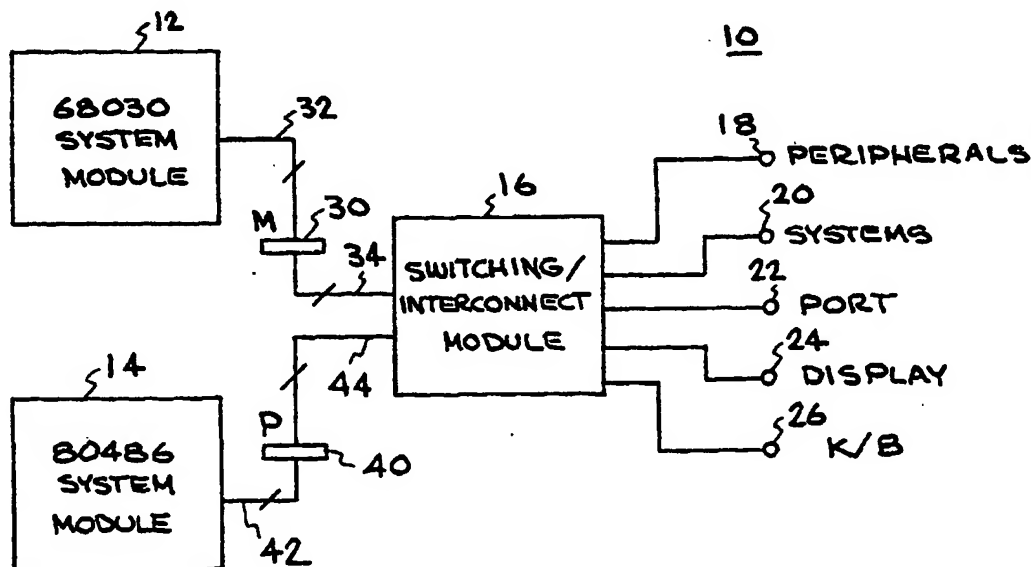 10
12
68030
SYSTEM
MODULE
32
M
30
34
16
SWITCHING/
INTERCONNECT
MODULE
18
PERIPHERALS
20
SYSTEMS
22
PORT
24
DISPLAY
26
K/B
14
80486
SYSTEM
MODULE
44
P
40
42